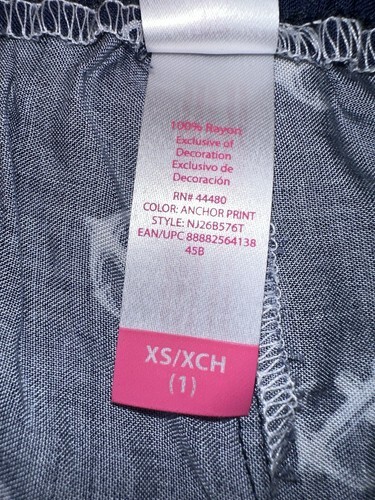 100% Rayon
Exclusive of
Decoration
Exclusivo de
Decoración
RN# 44480
COLOR: ANCHOR PRINT
STYLE: NJ26B576T
EAN/UPC 88882564138
45B
XS/XCH
(1)